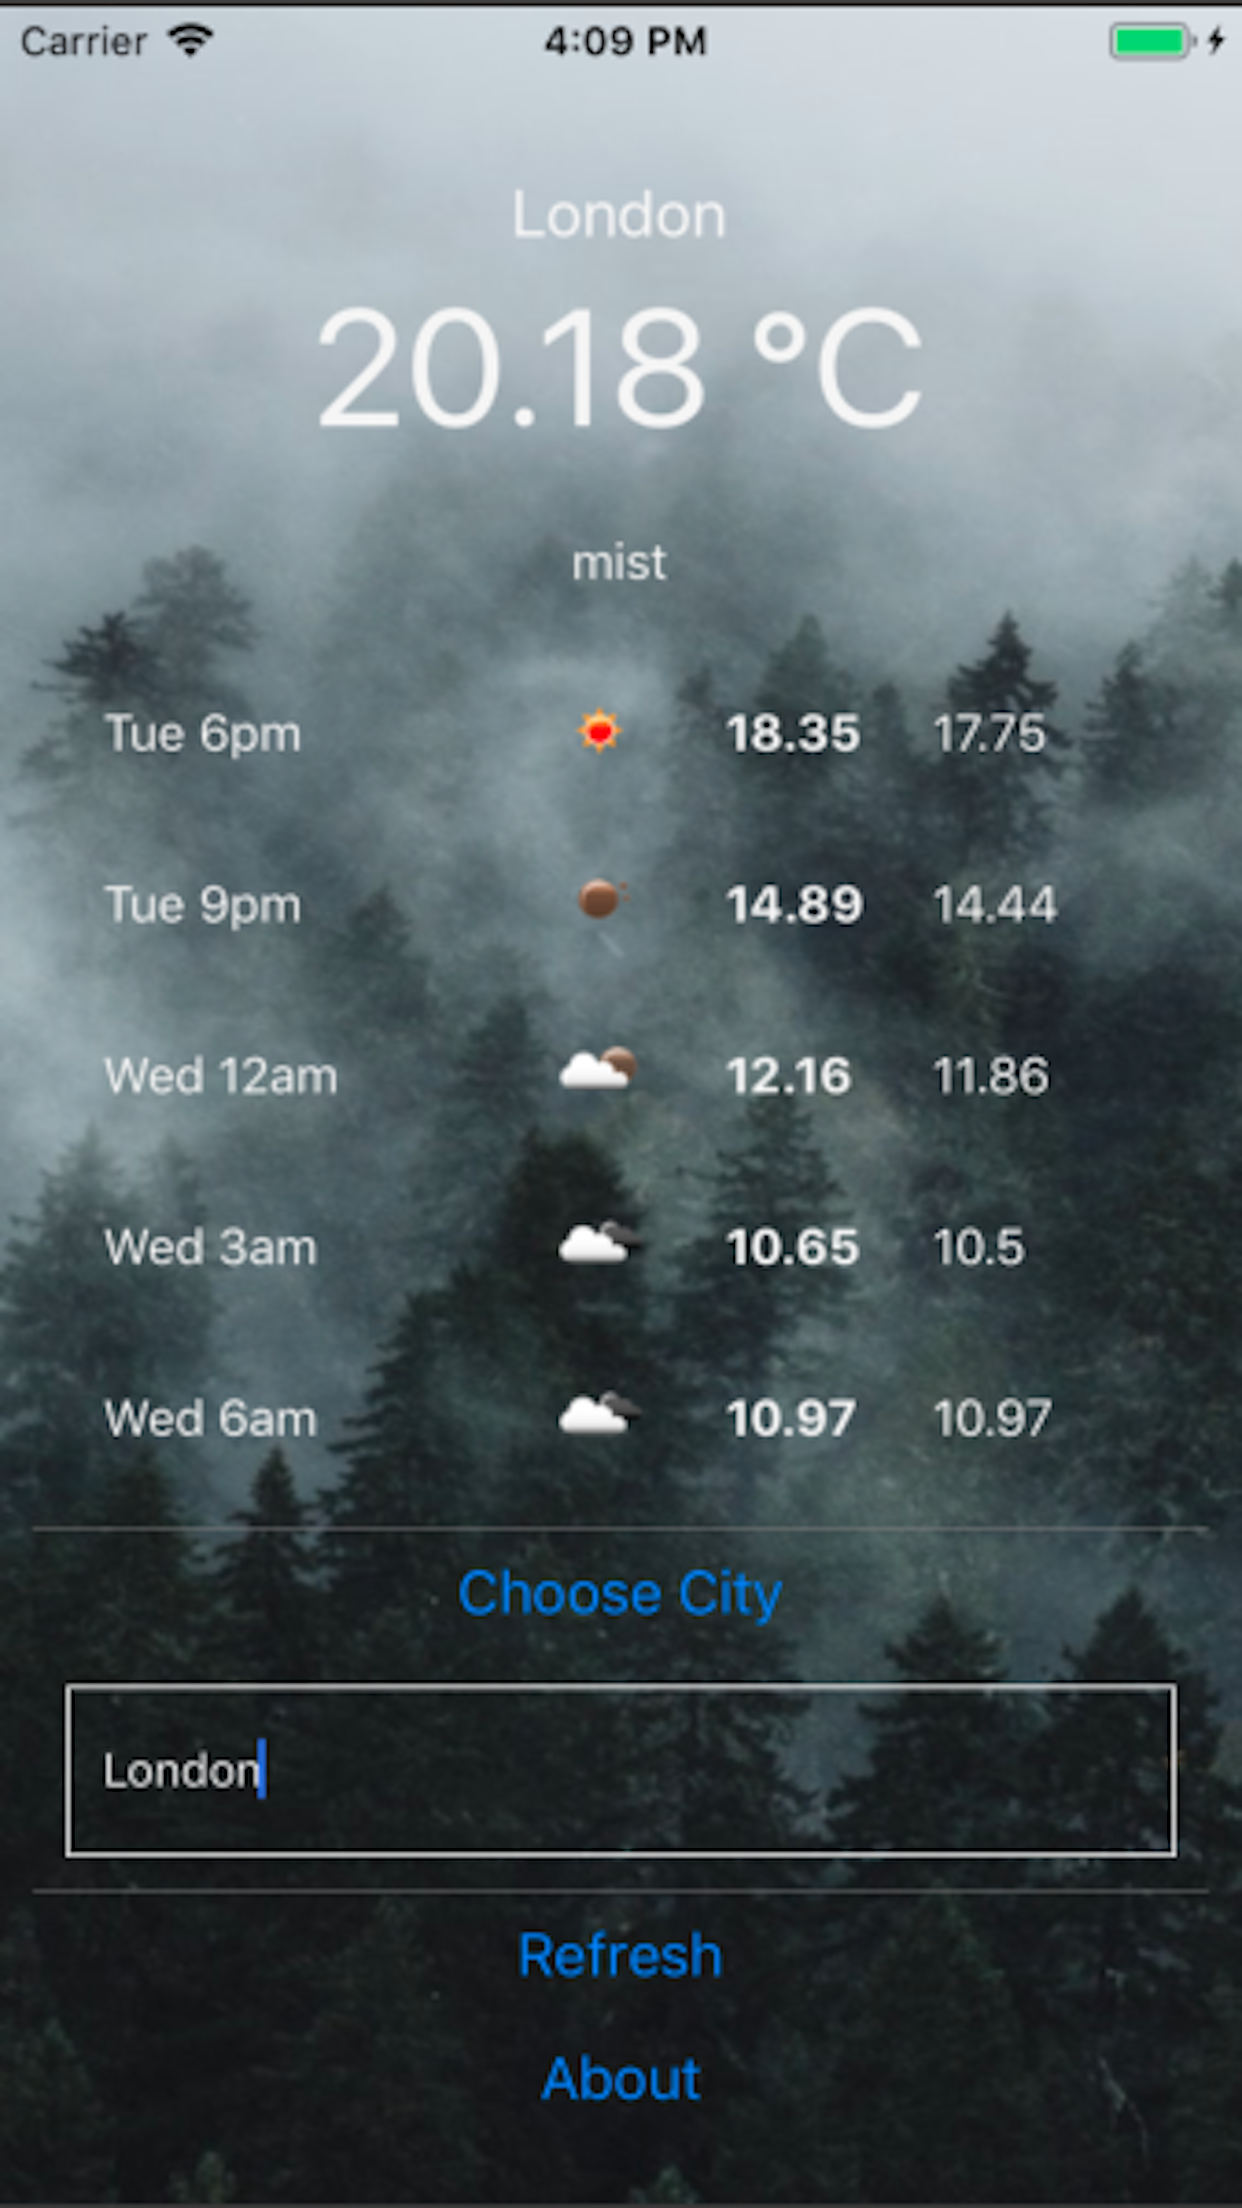 Carrier 4:09 PM
London
20.18 °C
mist
Tue 6pm 18.35 17.75
Tue 9pm 14.89 14.44
Wed 12am 12.16 11.86
Wed 3am 10.65 10.5
Wed 6am 10.97 10.97
Choose City
London
Refresh
About